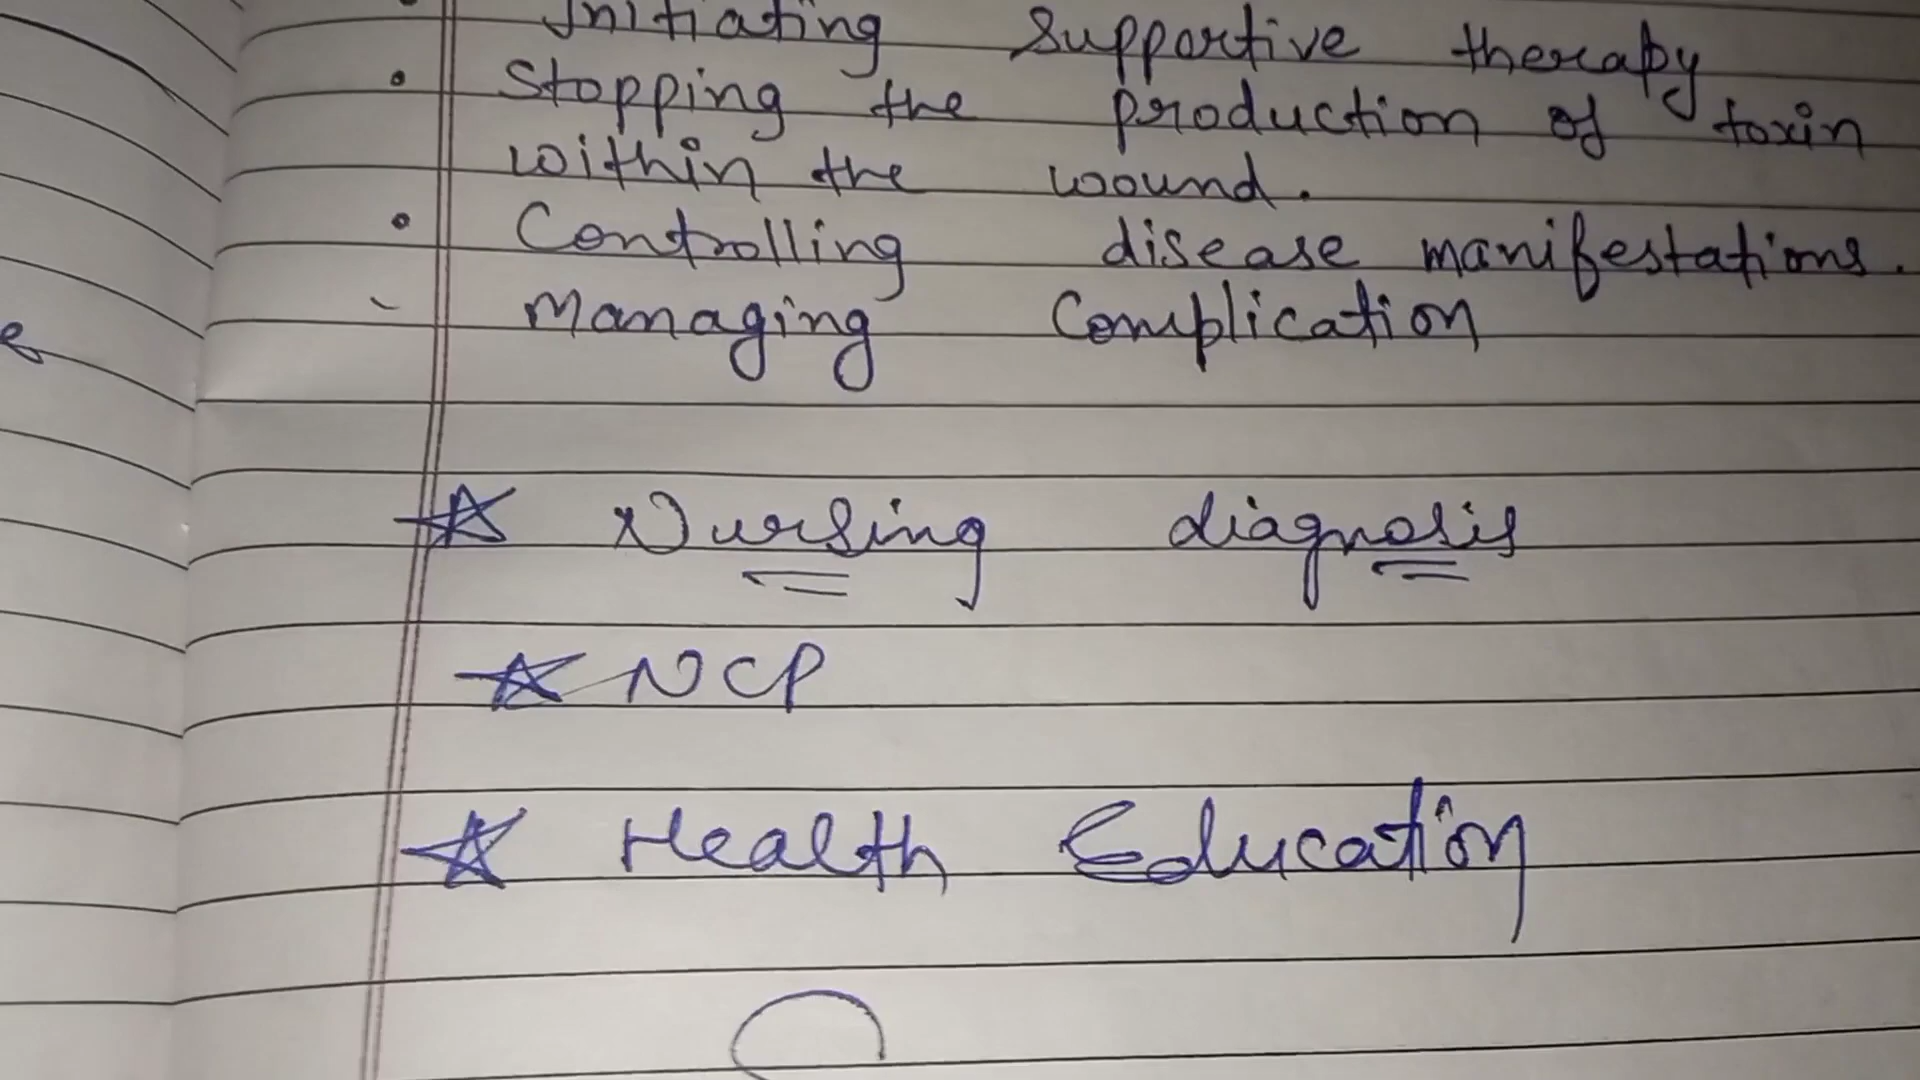 • Initiating supportive therapy
• Stopping the production of toxin
within the wound.
• Controlling disease manifestations.
- Managing Complication
☆ Nursing diagnosis
☆ NCP
☆ Health Education